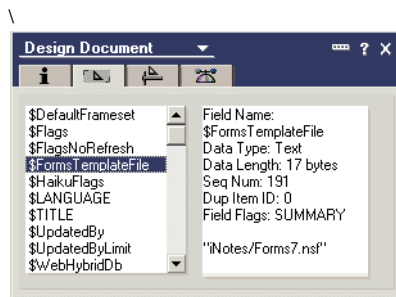 \
Design Document
? X
i
$DefaultFrameset
$Flags
$FlagsNoRefresh
$FormsTemplateFile
$HaikuFlags
$LANGUAGE
$TITLE
$UpdatedBy
$UpdatedByLimit
$WebHybridDb
Field Name:
$FormsTemplateFile
Data Type: Text
Data Length: 17 bytes
Seq Num: 191
Dup Item ID: 0
Field Flags: SUMMARY
"iNotes/Forms7.nsf"